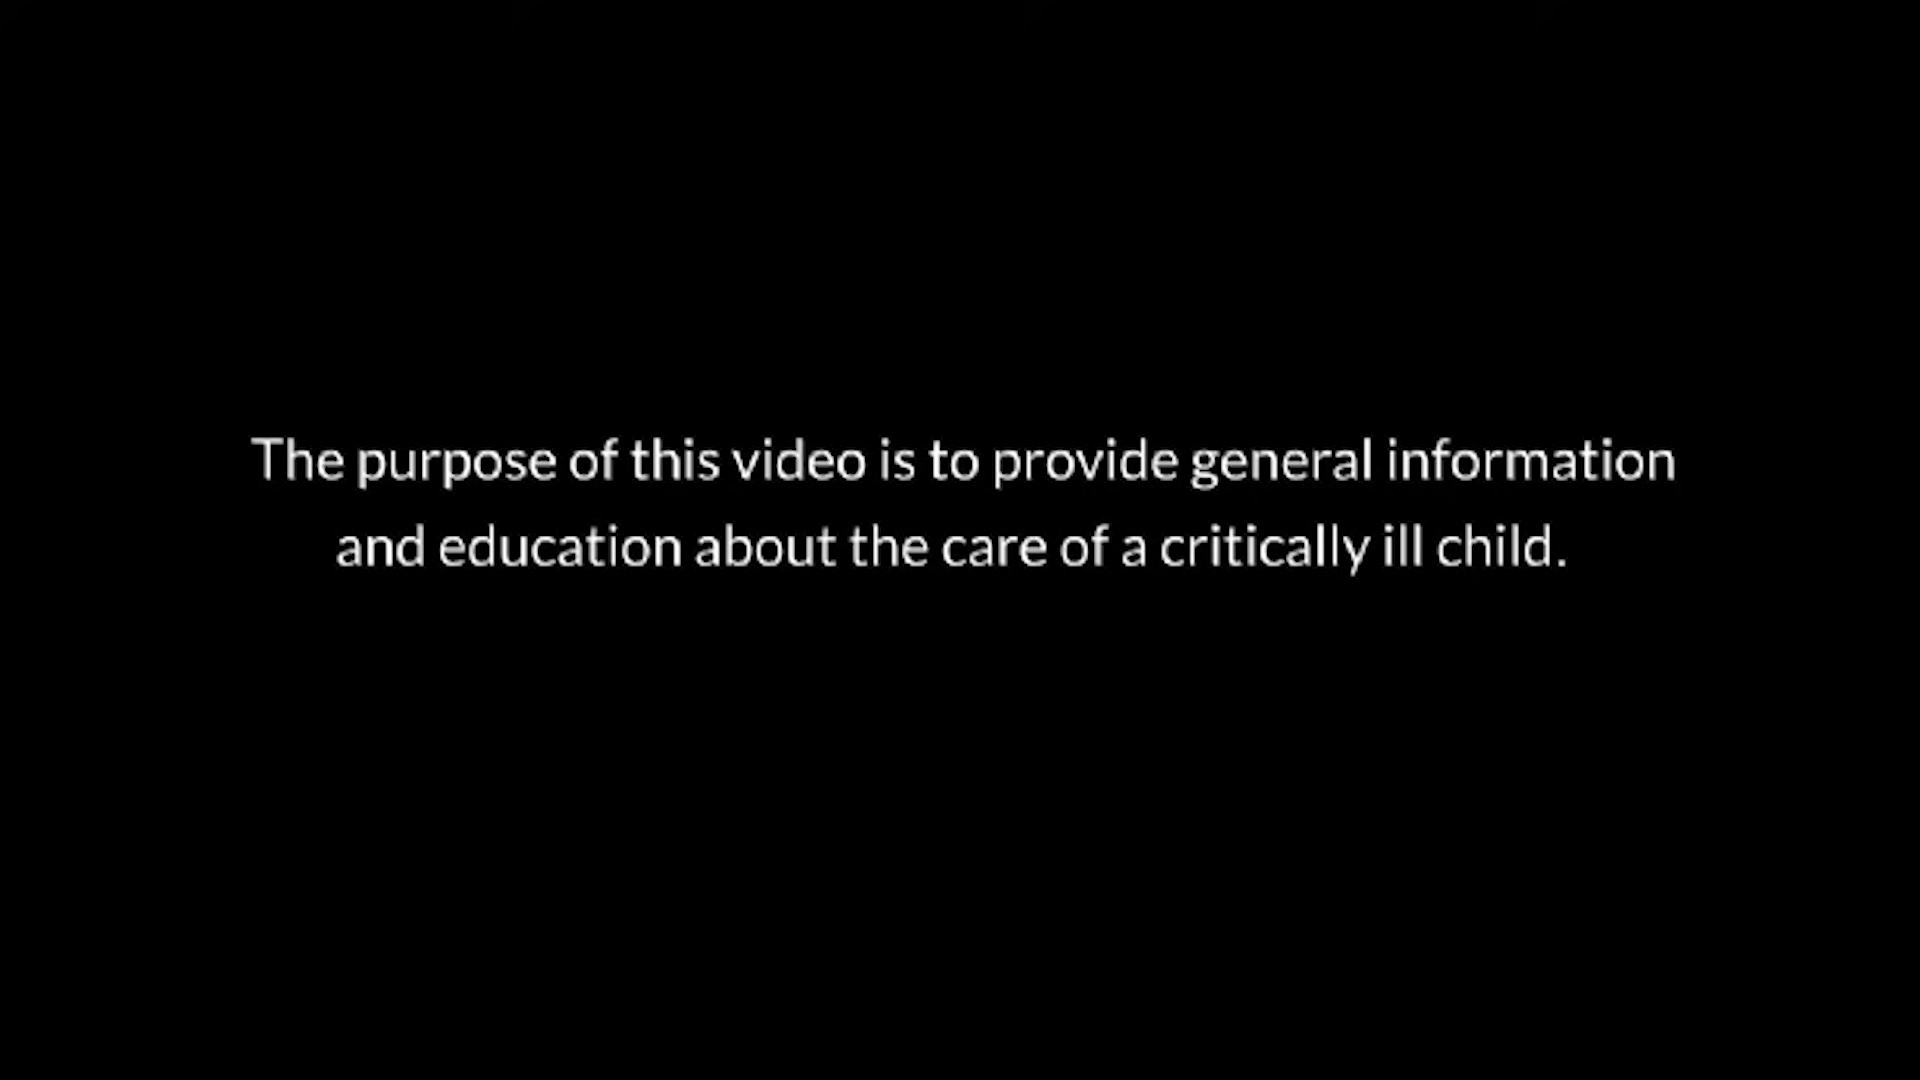 The purpose of this video is to provide general information
and education about the care of a critically ill child.